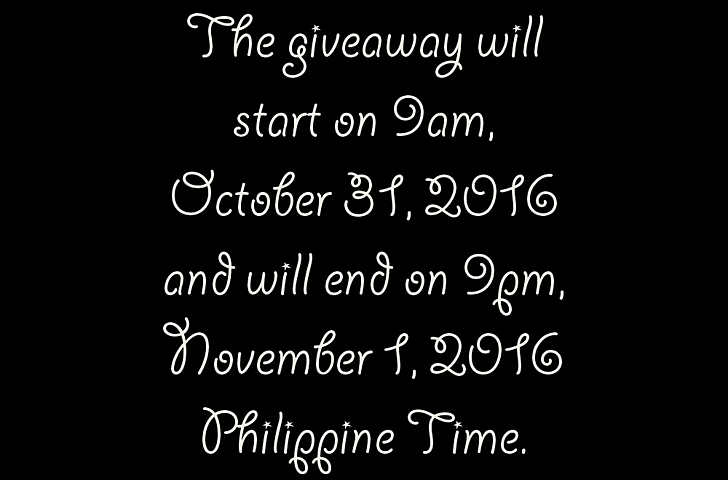 The giveaway will
start on 9am,
October 31, 2016
and will end on 9pm,
November 1, 2016
Philippine Time.